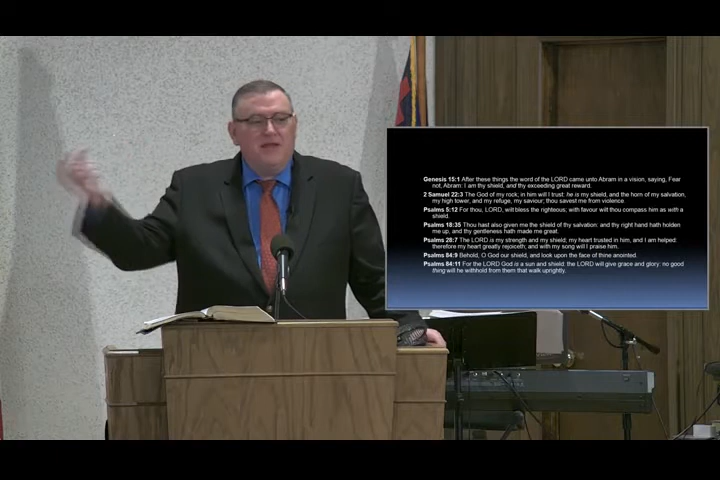 Genesis 15:1 After these things the word of the LORD came unto Abram in a vision, saying, Fear
not, Abram: I am thy shield, and thy exceeding great reward.
2 Samuel 22:3 The God of my rock; in him will I trust: he is my shield, and the horn of my salvation,
my high tower, and my refuge, my saviour; thou savest me from violence.
Psalms 5:12 For thou, LORD, wilt bless the righteous; with favour wilt thou compass him as with a
shield.
Psalms 18:35 Thou hast also given me the shield of thy salvation: and thy right hand hath holden
me up, and thy gentleness hath made me great.
Psalms 28:7 The LORD is my strength and my shield; my heart trusted in him, and I am helped:
therefore my heart greatly rejoiceth; and with my song will I praise him.
Psalms 84:9 Behold, O God our shield, and look upon the face of thine anointed.
Psalms 84:11 For the LORD God is a sun and shield: the LORD will give grace and glory: no good
thing will he withhold from them that walk uprightly.